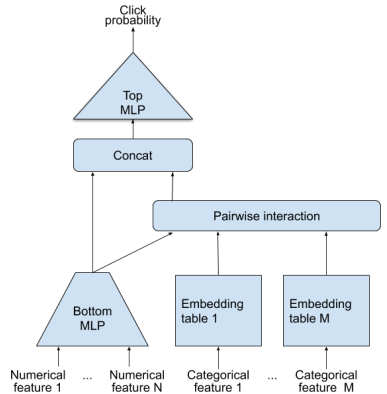 Click
probability
Top
MLP
Concat
Pairwise interaction
Bottom
MLP
Embedding
table 1
Embedding
table M
Numerical
feature 1
...
Numerical
feature N
Categorical
feature 1
...
Categorical
feature M